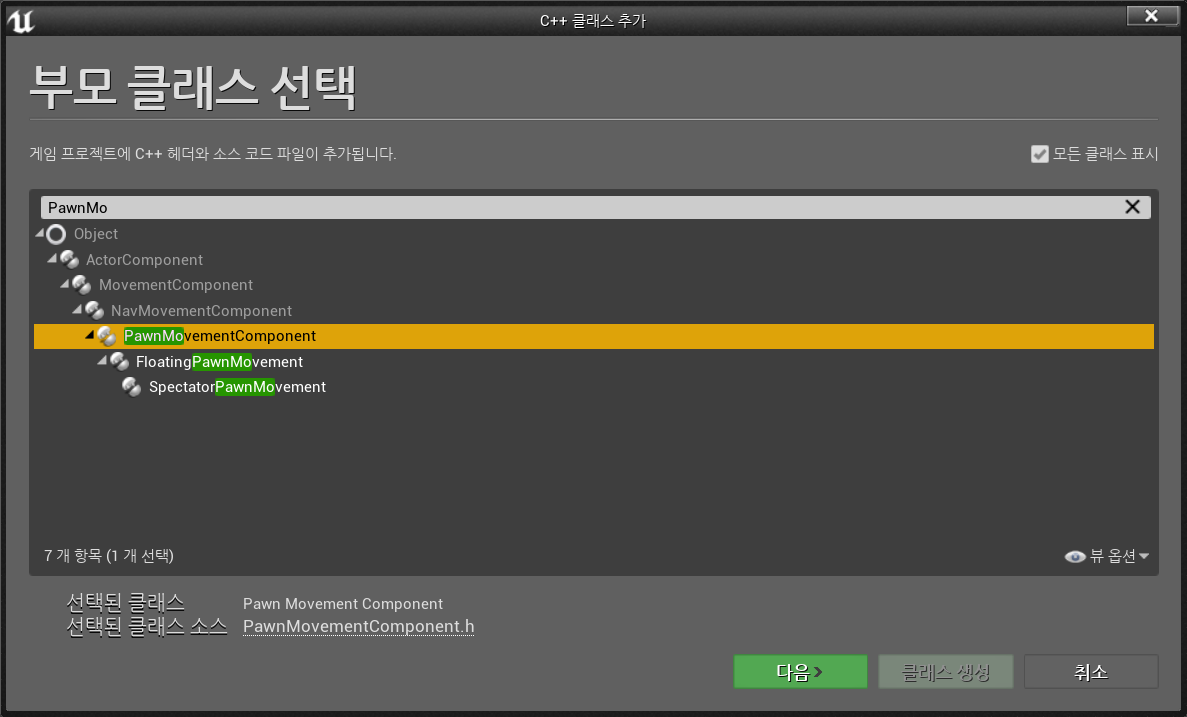 C++ 클래스 추가
부모 클래스 선택
게임 프로젝트에 C++ 헤더와 소스 코드 파일이 추가됩니다.
모든 클래스 표시
PawnMo
Object
ActorComponent
MovementComponent
NavMovementComponent
PawnMovementComponent
FloatingPawnMovement
SpectatorPawnMovement
7 개 항목 (1 개 선택)
뷰 옵션
선택된 클래스 Pawn Movement Component
선택된 클래스 소스 PawnMovementComponent.h
다음 >
클래스 생성
취소